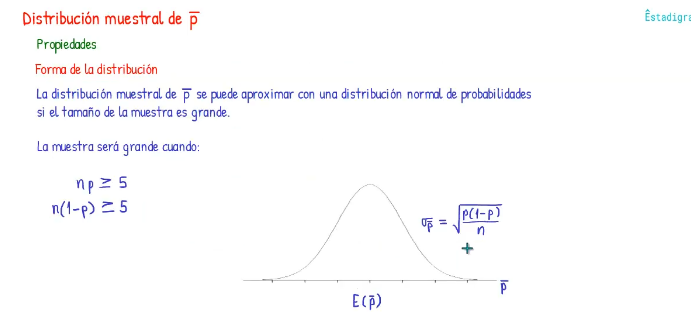 Distribución muestral de p̅
Êstadigra
Propiedades
Forma de la distribución
La distribución muestral de p̅ se puede aproximar con una distribución normal de probabilidades
si el tamaño de la muestra es grande.
La muestra será grande cuando:
np ≥ 5
n(1-p) ≥ 5
σp̅ = √(p(1-p)/n)
p̅
E(p̅)